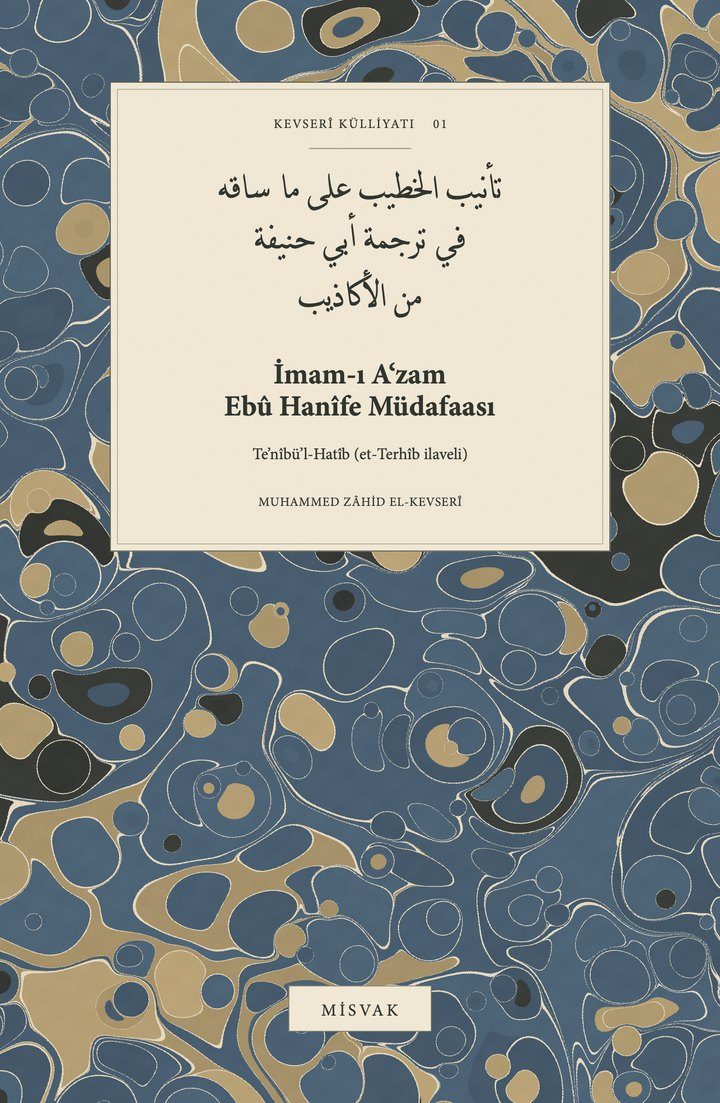 KEVSERÎ KÜLLİYATI 01
تأنيب الخطيب على ما ساقه
في ترجمة أبي حنيفة
من الأكاذيب
İmam-ı A‘zam
Ebû Hanîfe Müdafaası
Te’nîbü’l-Hatîb (et-Terhîb ilaveli)
MUHAMMED ZÂHİD EL-KEVSERÎ
MİSVAK